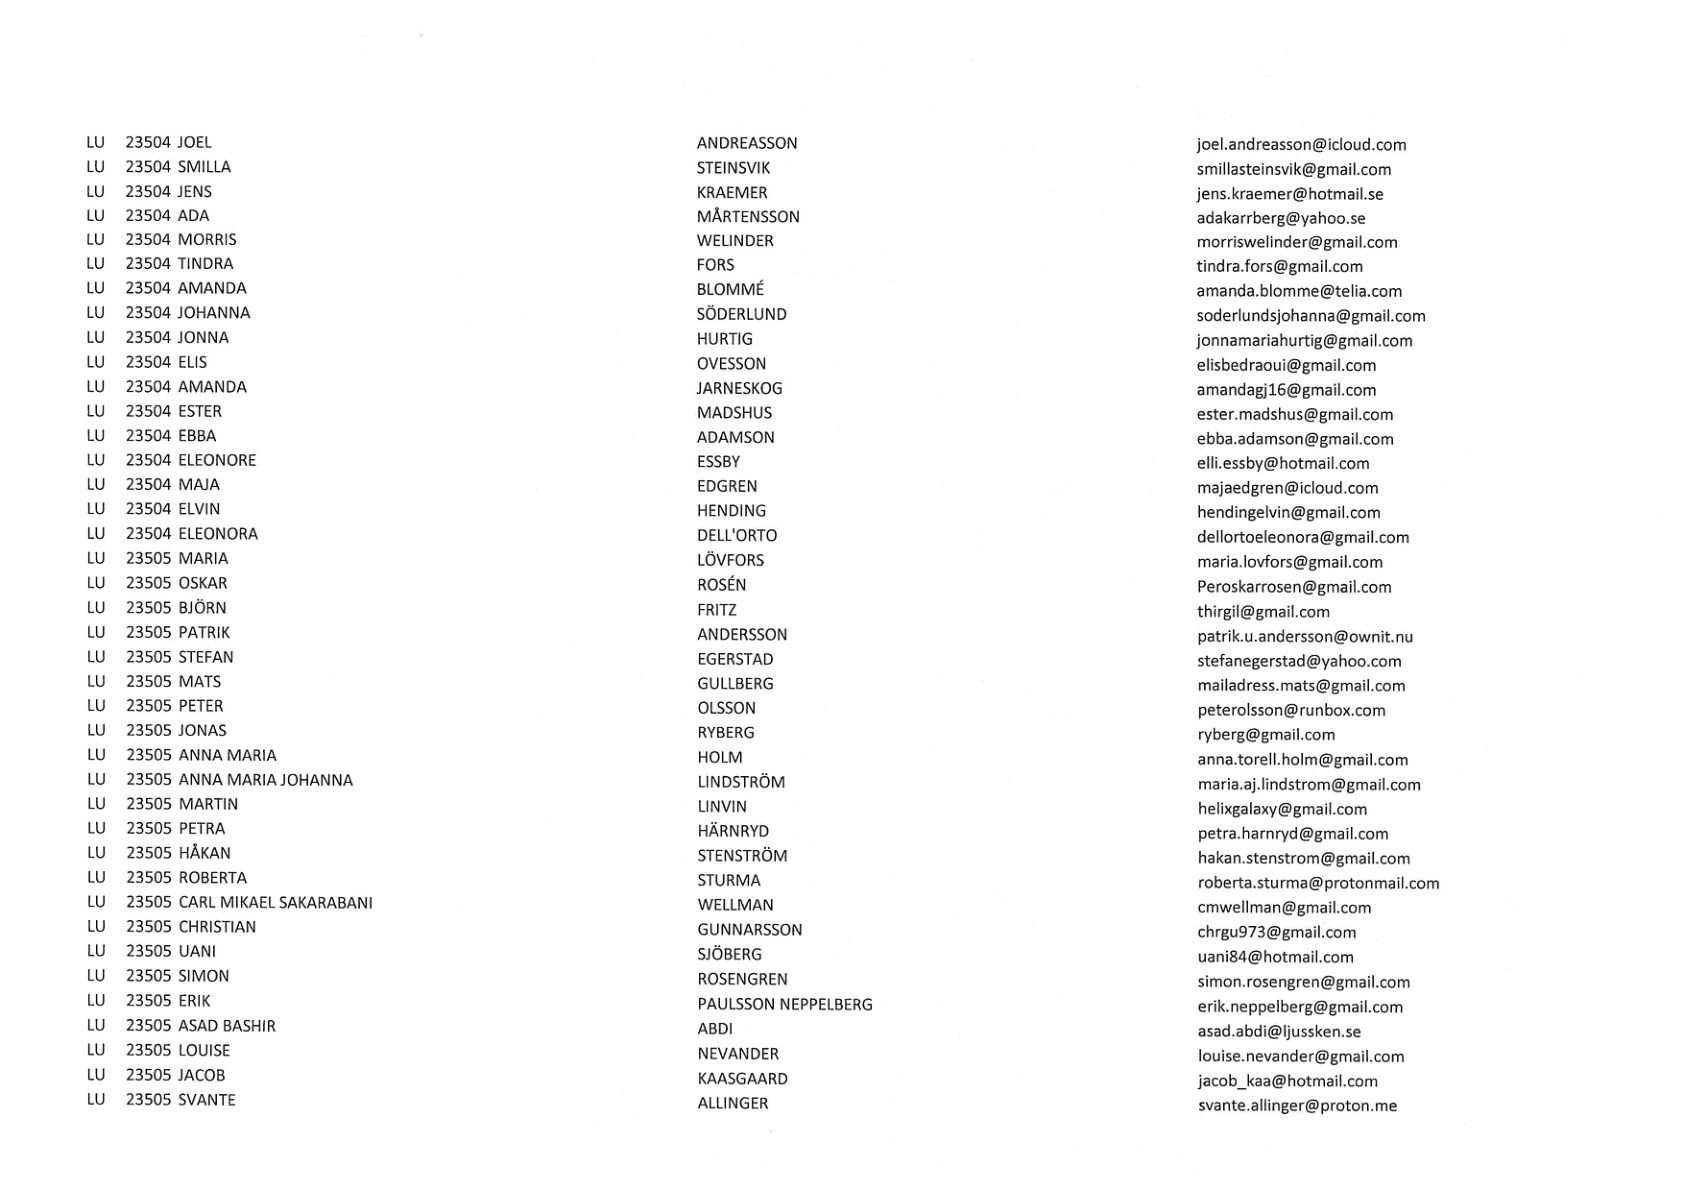 LU 23504 JOEL ANDREASSON joel.andreasson@icloud.com
LU 23504 SMILLA STEINSVIK smillasteinsvik@gmail.com
LU 23504 JENS KRAEMER jens.kraemer@hotmail.se
LU 23504 ADA MÅRTENSSON adakarrberg@yahoo.se
LU 23504 MORRIS WELINDER morriswelinder@gmail.com
LU 23504 TINDRA FORS tindra.fors@gmail.com
LU 23504 AMANDA BLOMMÉ amanda.blomme@telia.com
LU 23504 JOHANNA SÖDERLUND soderlundsjohanna@gmail.com
LU 23504 JONNA HURTIG jonnamariahurtig@gmail.com
LU 23504 ELIS OVESSON elisbedraoui@gmail.com
LU 23504 AMANDA JARNESKOG amandagj16@gmail.com
LU 23504 ESTER MADSHUS ester.madshus@gmail.com
LU 23504 EBBA ADAMSON ebba.adamson@gmail.com
LU 23504 ELEONORE ESSBY elli.essby@hotmail.com
LU 23504 MAJA EDGREN majaedgren@icloud.com
LU 23504 ELVIN HENDING hendingelvin@gmail.com
LU 23504 ELEONORA DELL'ORTO dellortoeleonora@gmail.com
LU 23505 MARIA LÖVFORS maria.lovfors@gmail.com
LU 23505 OSKAR ROSÉN Peroskarrosen@gmail.com
LU 23505 BJÖRN FRITZ thirgil@gmail.com
LU 23505 PATRIK ANDERSSON patrik.u.andersson@ownit.nu
LU 23505 STEFAN EGERSTAD stefanegerstad@yahoo.com
LU 23505 MATS GULLBERG mailadress.mats@gmail.com
LU 23505 PETER OLSSON peterolsson@runbox.com
LU 23505 JONAS RYBERG ryberg@gmail.com
LU 23505 ANNA MARIA HOLM anna.torell.holm@gmail.com
LU 23505 ANNA MARIA JOHANNA LINDSTRÖM maria.aj.lindstrom@gmail.com
LU 23505 MARTIN LINVIN helixgalaxy@gmail.com
LU 23505 PETRA HÄRNRYD petra.harnryd@gmail.com
LU 23505 HÅKAN STENSTRÖM hakan.stenstrom@gmail.com
LU 23505 ROBERTA STURMA roberta.sturma@protonmail.com
LU 23505 CARL MIKAEL SAKARABANI WELLMAN cmwellman@gmail.com
LU 23505 CHRISTIAN GUNNARSSON chrgu973@gmail.com
LU 23505 UANI SJÖBERG uani84@hotmail.com
LU 23505 SIMON ROSENGREN simon.rosengren@gmail.com
LU 23505 ERIK PAULSSON NEPPELBERG erik.neppelberg@gmail.com
LU 23505 ASAD BASHIR ABDI asad.abdi@ljussken.se
LU 23505 LOUISE NEVANDER louise.nevander@gmail.com
LU 23505 JACOB KAASGAARD jacob_kaa@hotmail.com
LU 23505 SVANTE ALLINGER svante.allinger@proton.me